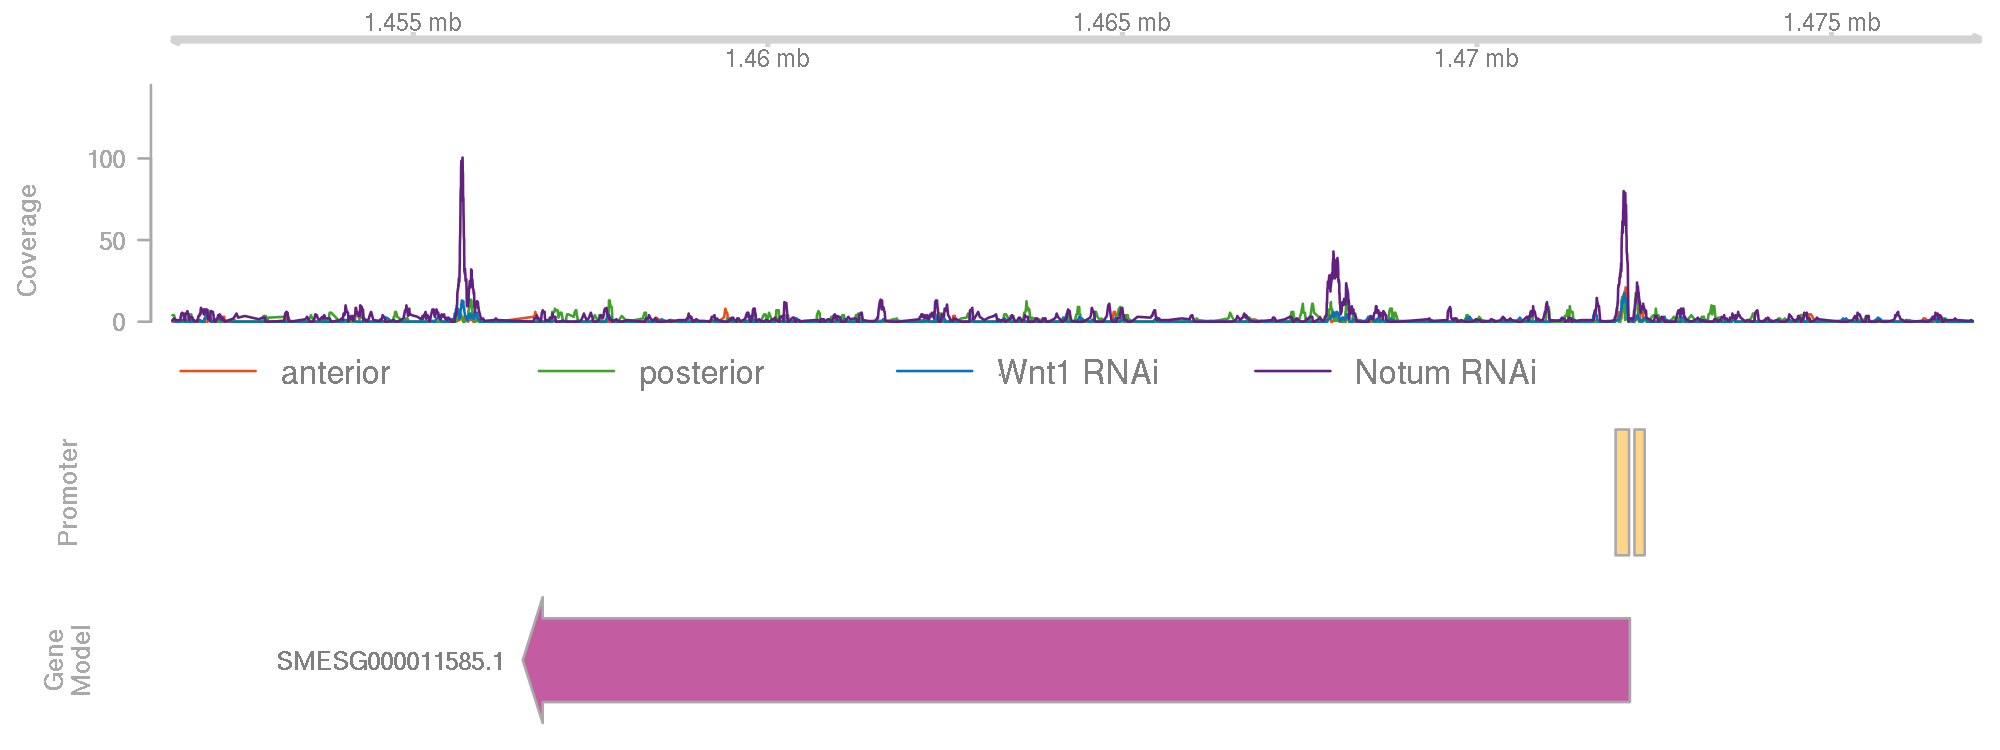 1.455 mb
1.465 mb
1.475 mb
1.46 mb
1.47 mb
Coverage
100
50
0
anterior
posterior
Wnt1 RNAi
Notum RNAi
Promoter
Gene
Model
SMESG000011585.1